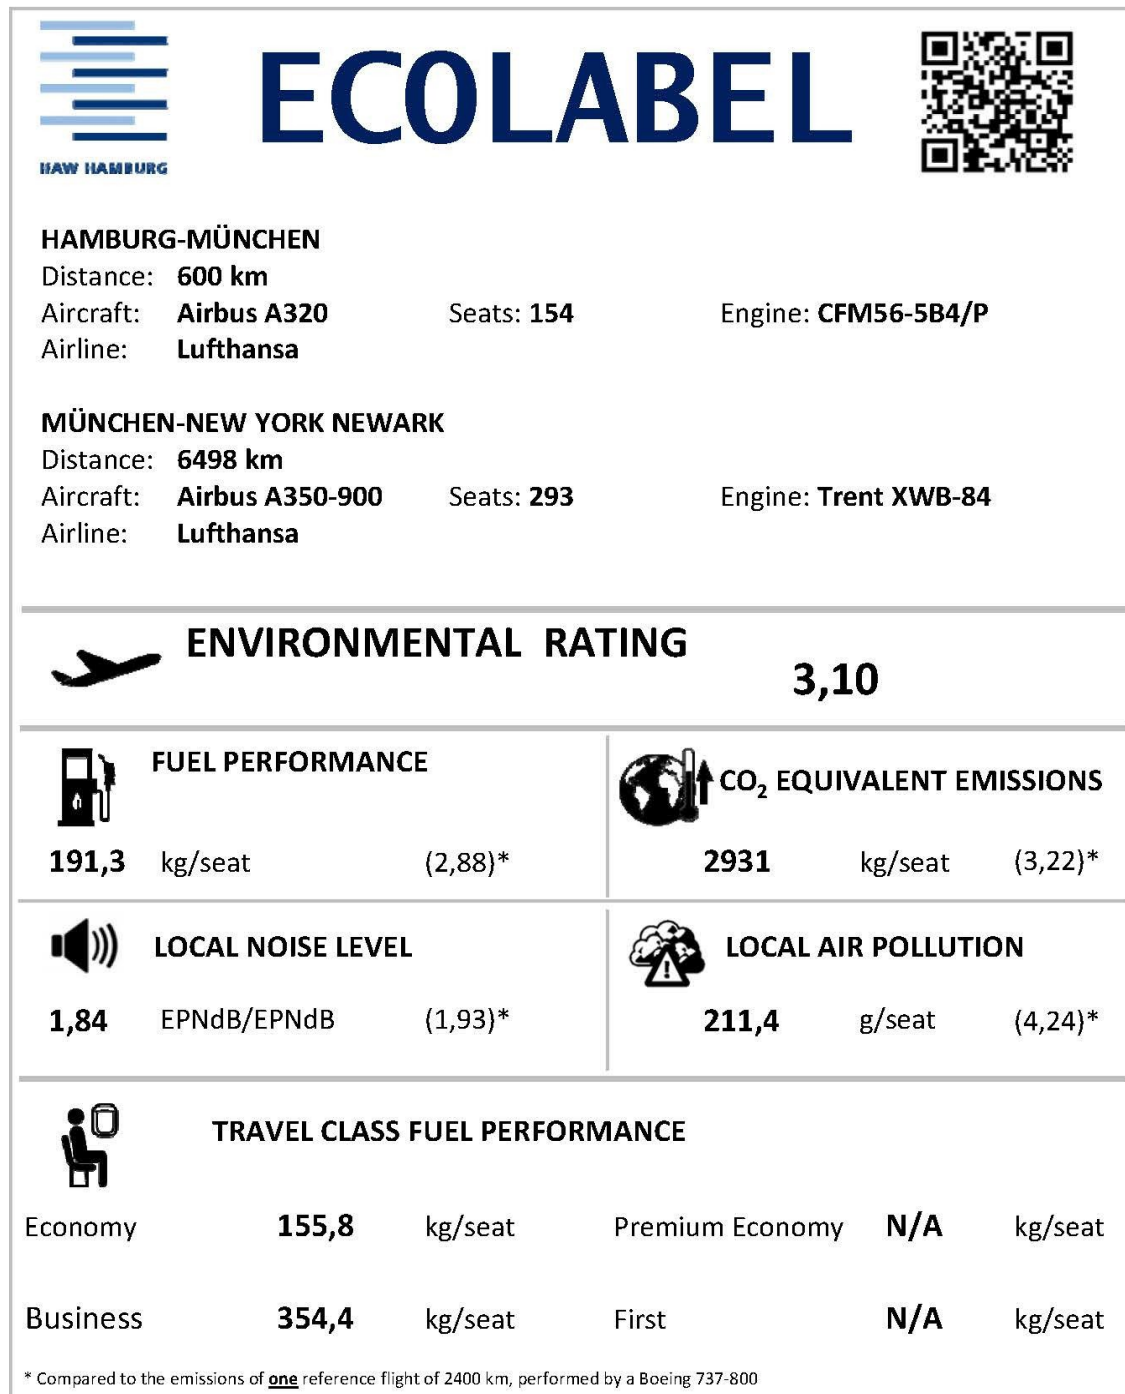 HAW HAMBURG
ECOLABEL
HAMBURG-MÜNCHEN
Distance: 600 km
Aircraft: Airbus A320 Seats: 154 Engine: CFM56-5B4/P
Airline: Lufthansa
MÜNCHEN-NEW YORK NEWARK
Distance: 6498 km
Aircraft: Airbus A350-900 Seats: 293 Engine: Trent XWB-84
Airline: Lufthansa
ENVIRONMENTAL RATING
3,10
FUEL PERFORMANCE
191,3 kg/seat (2,88)*
CO₂ EQUIVALENT EMISSIONS
2931 kg/seat (3,22)*
LOCAL NOISE LEVEL
1,84 EPNdB/EPNdB (1,93)*
LOCAL AIR POLLUTION
211,4 g/seat (4,24)*
TRAVEL CLASS FUEL PERFORMANCE
Economy 155,8 kg/seat Premium Economy N/A kg/seat
Business 354,4 kg/seat First N/A kg/seat
* Compared to the emissions of one reference flight of 2400 km, performed by a Boeing 737-800